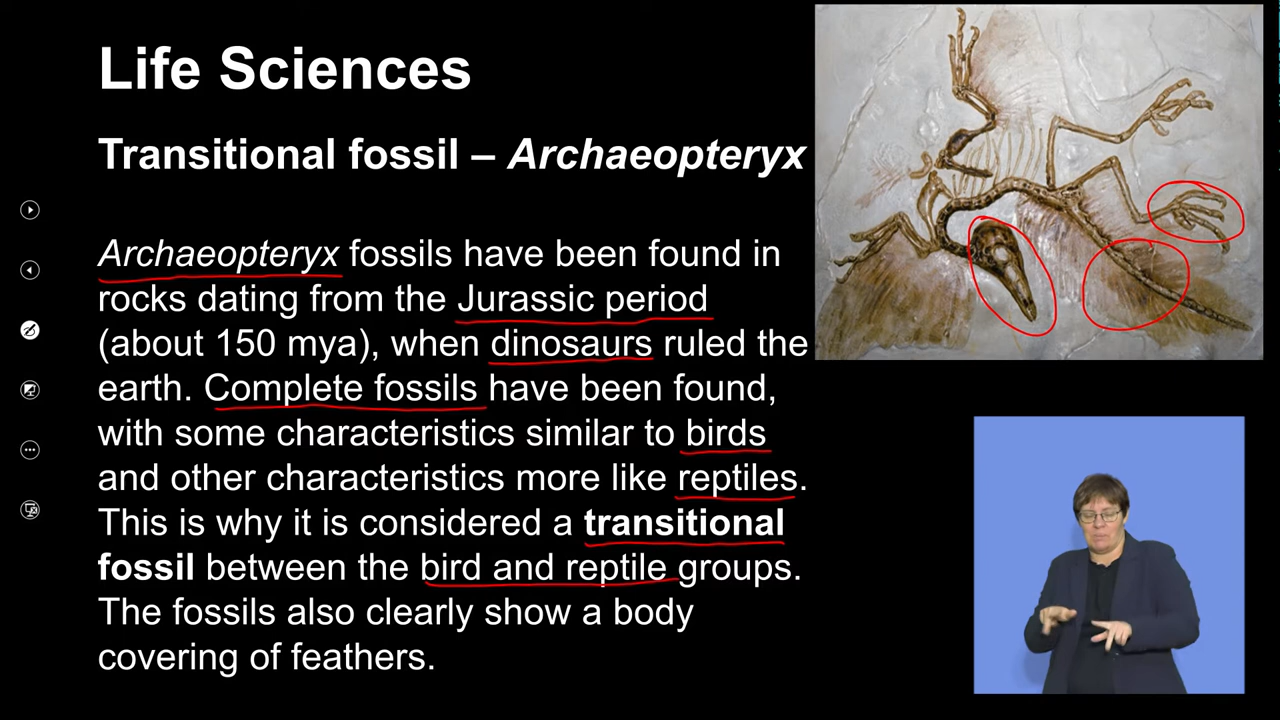 Life Sciences
Transitional fossil – Archaeopteryx
Archaeopteryx fossils have been found in
rocks dating from the Jurassic period
(about 150 mya), when dinosaurs ruled the
earth. Complete fossils have been found,
with some characteristics similar to birds
and other characteristics more like reptiles.
This is why it is considered a transitional
fossil between the bird and reptile groups.
The fossils also clearly show a body
covering of feathers.